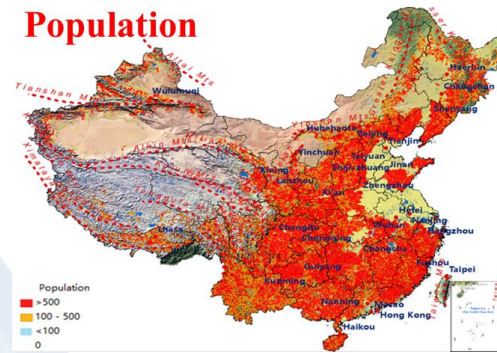 Population
Altai Mts
Tianshan M
Wulumuqi
Haerbin
Changchun
Shenyang
Huhehaote
Beijing
Tianjin
Yinchuan
Taiyuan
Shijiazhuang
Jinan
Xining
Lanzhou
Zhengzhou
Xi'an
Hefei
Nanjing
Hangzhou
Lhasa
Chengdu
Wuhan
Chongqing
Changsha
Guiyang
Fuzhou
Taipei
Kunming
Nanning
Macao
Hong Kong
Haikou
Population
>500
100 - 500
<100
0